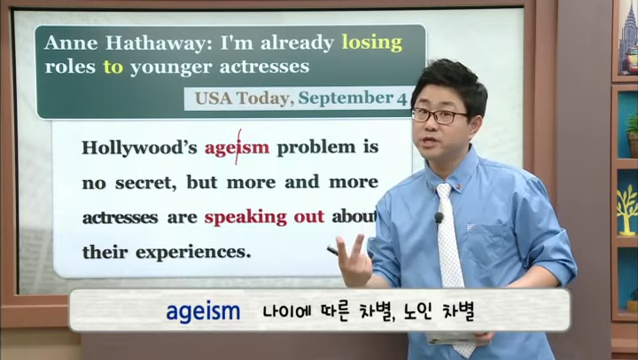 Anne Hathaway: I'm already losing
roles to younger actresses
USA Today, September 4
Hollywood's ageism problem is
no secret, but more and more
actresses are speaking out about
their experiences.
ageism 나이에 따른 차별, 노인 차별